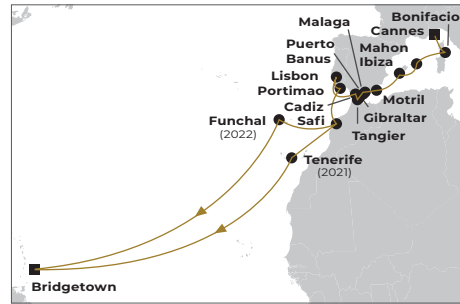 Malaga
Bonifacio
Cannes
Puerto
Banus
Mahon
Ibiza
Lisbon
Portimao
Cadiz
Safi
Motril
Gibraltar
Tangier
Funchal
(2022)
Tenerife
(2021)
Bridgetown